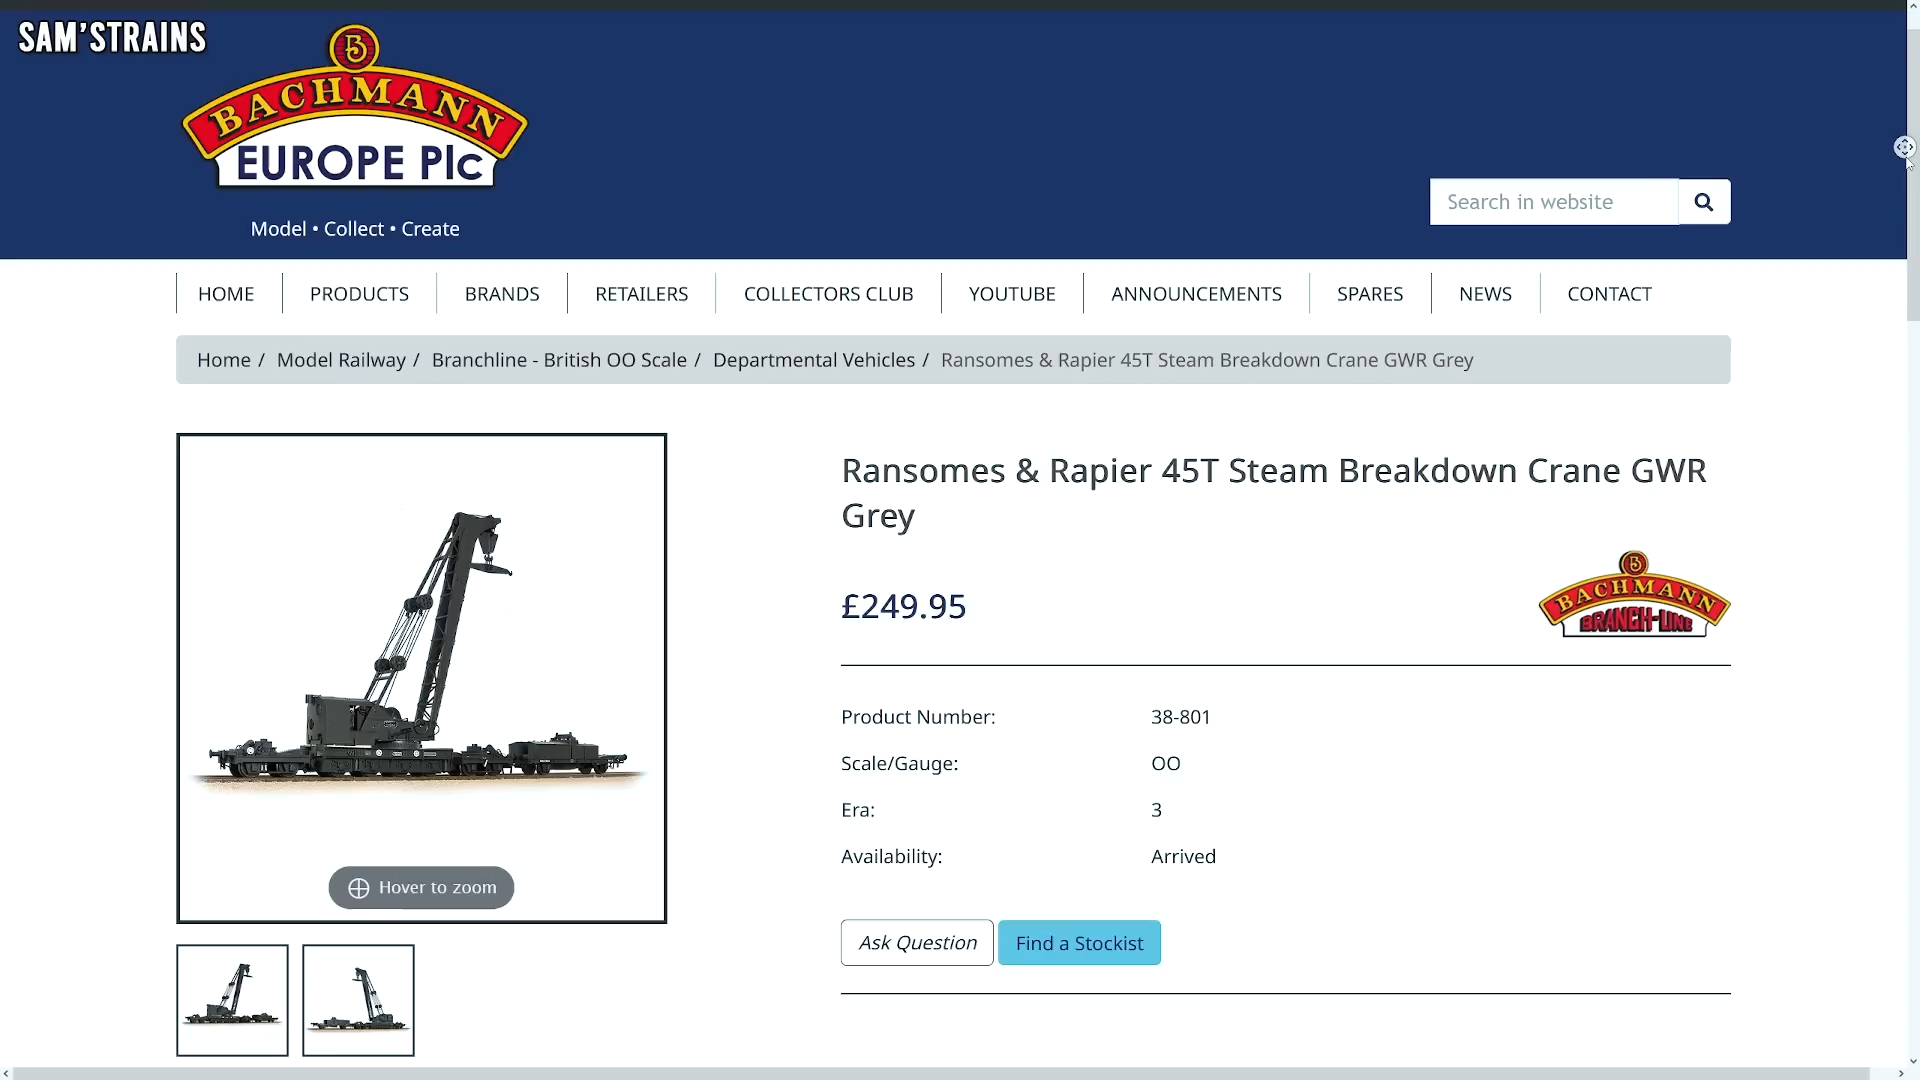 SAM'STRAINS
B
BACHMANN
EUROPE Plc
Model • Collect • Create
Search in website
HOME
PRODUCTS
BRANDS
RETAILERS
COLLECTORS CLUB
YOUTUBE
ANNOUNCEMENTS
SPARES
NEWS
CONTACT
Home / Model Railway / Branchline - British OO Scale / Departmental Vehicles / Ransomes & Rapier 45T Steam Breakdown Crane GWR Grey
Ransomes & Rapier 45T Steam Breakdown Crane GWR
Grey
£249.95
B
BACHMANN
BRANCH-LINE
Product Number: 38-801
Scale/Gauge: OO
Era: 3
Availability: Arrived
Hover to zoom
Ask Question
Find a Stockist